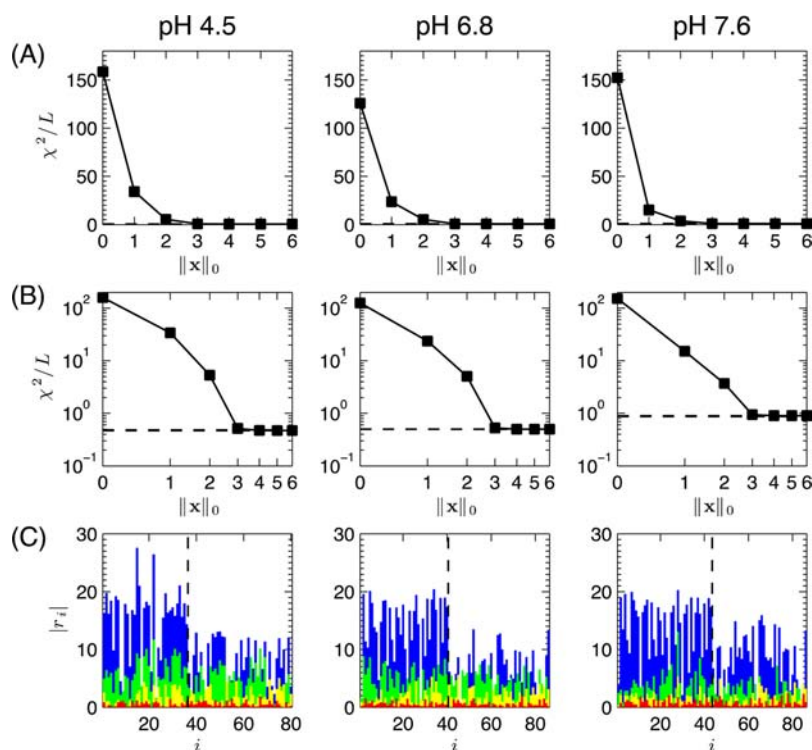 pH 4.5 pH 6.8 pH 7.6
(A)
150 150 150
100 100 100
50 50 50
0 0 0
χ²/L
0 1 2 3 4 5 6 0 1 2 3 4 5 6 0 1 2 3 4 5 6
‖x‖₀ ‖x‖₀ ‖x‖₀
(B)
10² 10² 10²
10¹ 10¹ 10¹
10⁰ 10⁰ 10⁰
10⁻¹ 10⁻¹ 10⁻¹
χ²/L
0 1 2 3 4 5 6 0 1 2 3 4 5 6 0 1 2 3 4 5 6
‖x‖₀ ‖x‖₀ ‖x‖₀
(C)
30 30 30
20 20 20
10 10 10
0 0 0
|rᵢ|
20 40 60 80 20 40 60 80 20 40 60 80
i i i